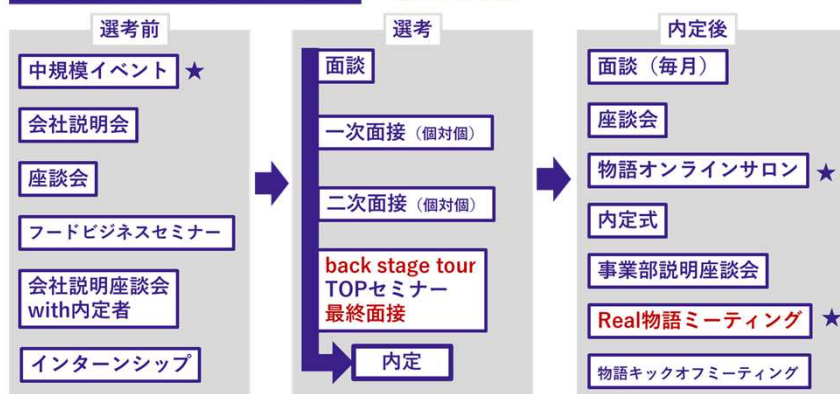 選考前
中規模イベント ★
会社説明会
座談会
フードビジネスセミナー
会社説明座談会
with内定者
インターンシップ
選考
面談
一次面接（個対個）
二次面接（個対個）
back stage tour
TOPセミナー
最終面接
内定
内定後
面談（毎月）
座談会
物語オンラインサロン ★
内定式
事業部説明座談会
Real物語ミーティング ★
物語キックオフミーティング